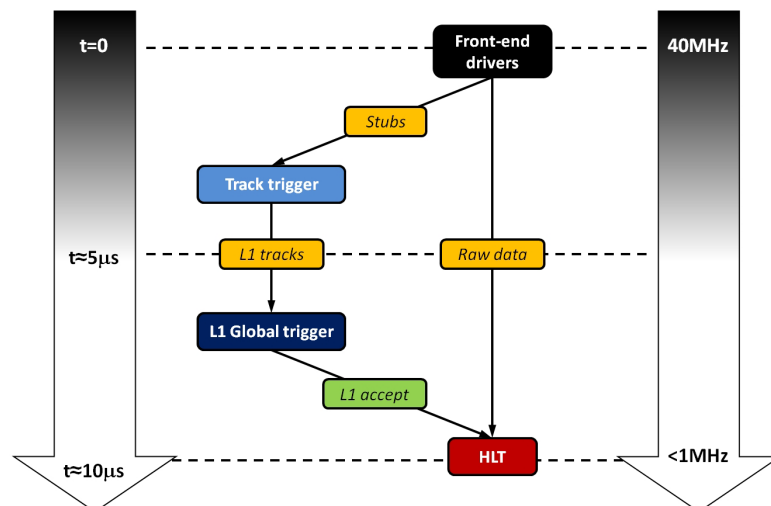 t=0
Front-end
drivers
40MHz
Stubs
Track trigger
t≈5μs
L1 tracks
Raw data
L1 Global trigger
L1 accept
HLT
<1MHz
t≈10μs